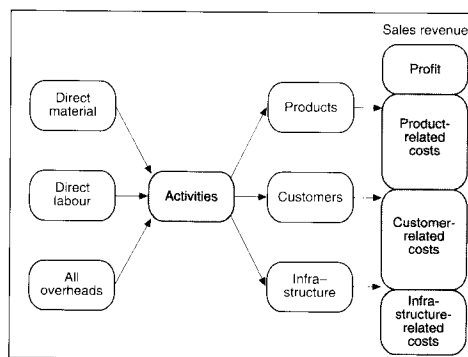 Sales revenue
Profit
Direct
material
Products
Product-
related
costs
Direct
labour
Activities
Customers
Customer-
related
costs
All
overheads
Infra–
structure
Infra-
structure-
related
costs